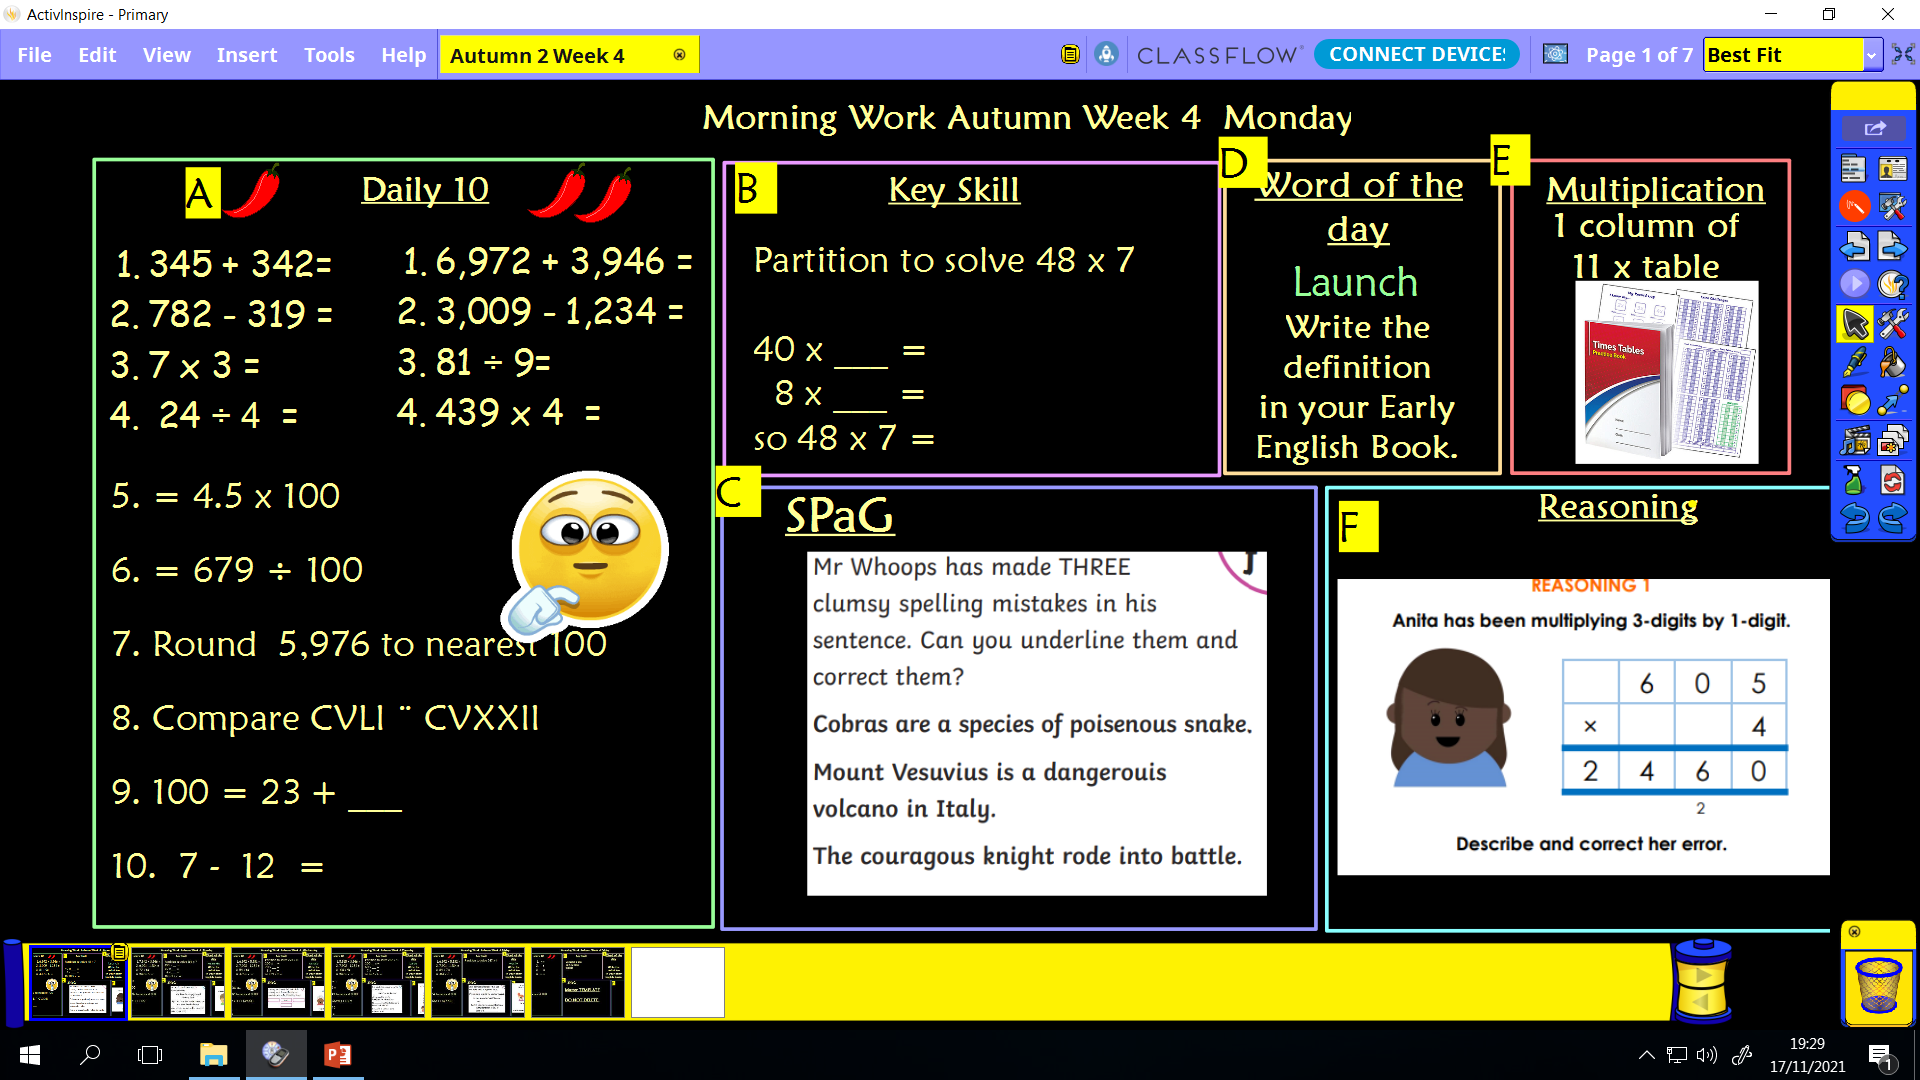 ActivInspire - Primary
File Edit View Insert Tools Help
Autumn 2 Week 4
CLASSFLOW
CONNECT DEVICES
Page 1 of 7
Best Fit
Morning Work Autumn Week 4 Monday
A
Daily 10
1. 345 + 342=
2. 782 - 319 =
3. 7 x 3 =
4. 24 ÷ 4 =
1. 6,972 + 3,946 =
2. 3,009 - 1,234 =
3. 81 ÷ 9=
4. 439 x 4 =
5. = 4.5 x 100
6. = 679 ÷ 100
7. Round 5,976 to nearest 100
8. Compare CVLI ¨ CVXXII
9. 100 = 23 + ___
10. 7 - 12 =
B
Key Skill
Partition to solve 48 x 7
40 x ___ =
8 x ___ =
so 48 x 7 =
C
SPaG
Mr Whoops has made THREE
clumsy spelling mistakes in his
sentence. Can you underline them and
correct them?
Cobras are a species of poisenous snake.
Mount Vesuvius is a dangerouis
volcano in Italy.
The couragous knight rode into battle.
D
Word of the
day
Launch
Write the
definition
in your Early
English Book.
E
Multiplication
1 column of
11 x table
Times Tables
Practice Book
F
Reasoning
REASONING 1
Anita has been multiplying 3-digits by 1-digit.
6 0 5
× 4
2 4 6 0
2
Describe and correct her error.
19:29
17/11/2021
1